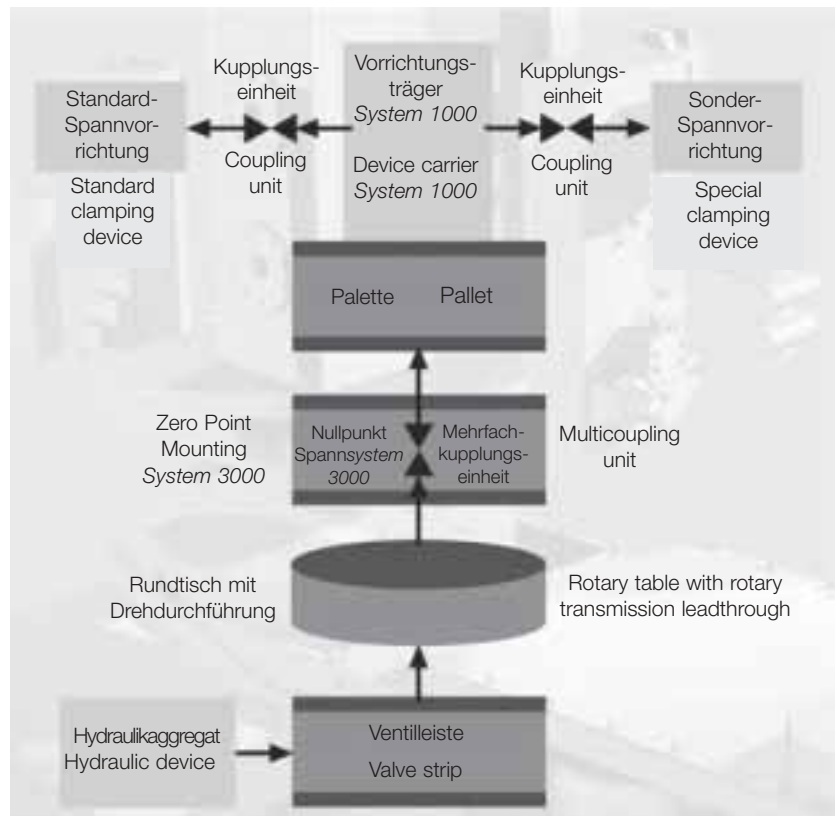 Kupplungs-
einheit
Vorrichtungs-
träger
System 1000
Kupplungs-
einheit
Standard-
Spannvor-
richtung
Sonder-
Spannvor-
richtung
Coupling
unit
Device carrier
System 1000
Coupling
unit
Standard
clamping
device
Special
clamping
device
Palette Pallet
Zero Point
Mounting
System 3000
Nullpunkt
Spannsystem
3000
Mehrfach-
kupplungs-
einheit
Multicoupling
unit
Rundtisch mit
Drehdurchführung
Rotary table with rotary
transmission leadthrough
Hydraulikaggregat
Hydraulic device
Ventilleiste
Valve strip